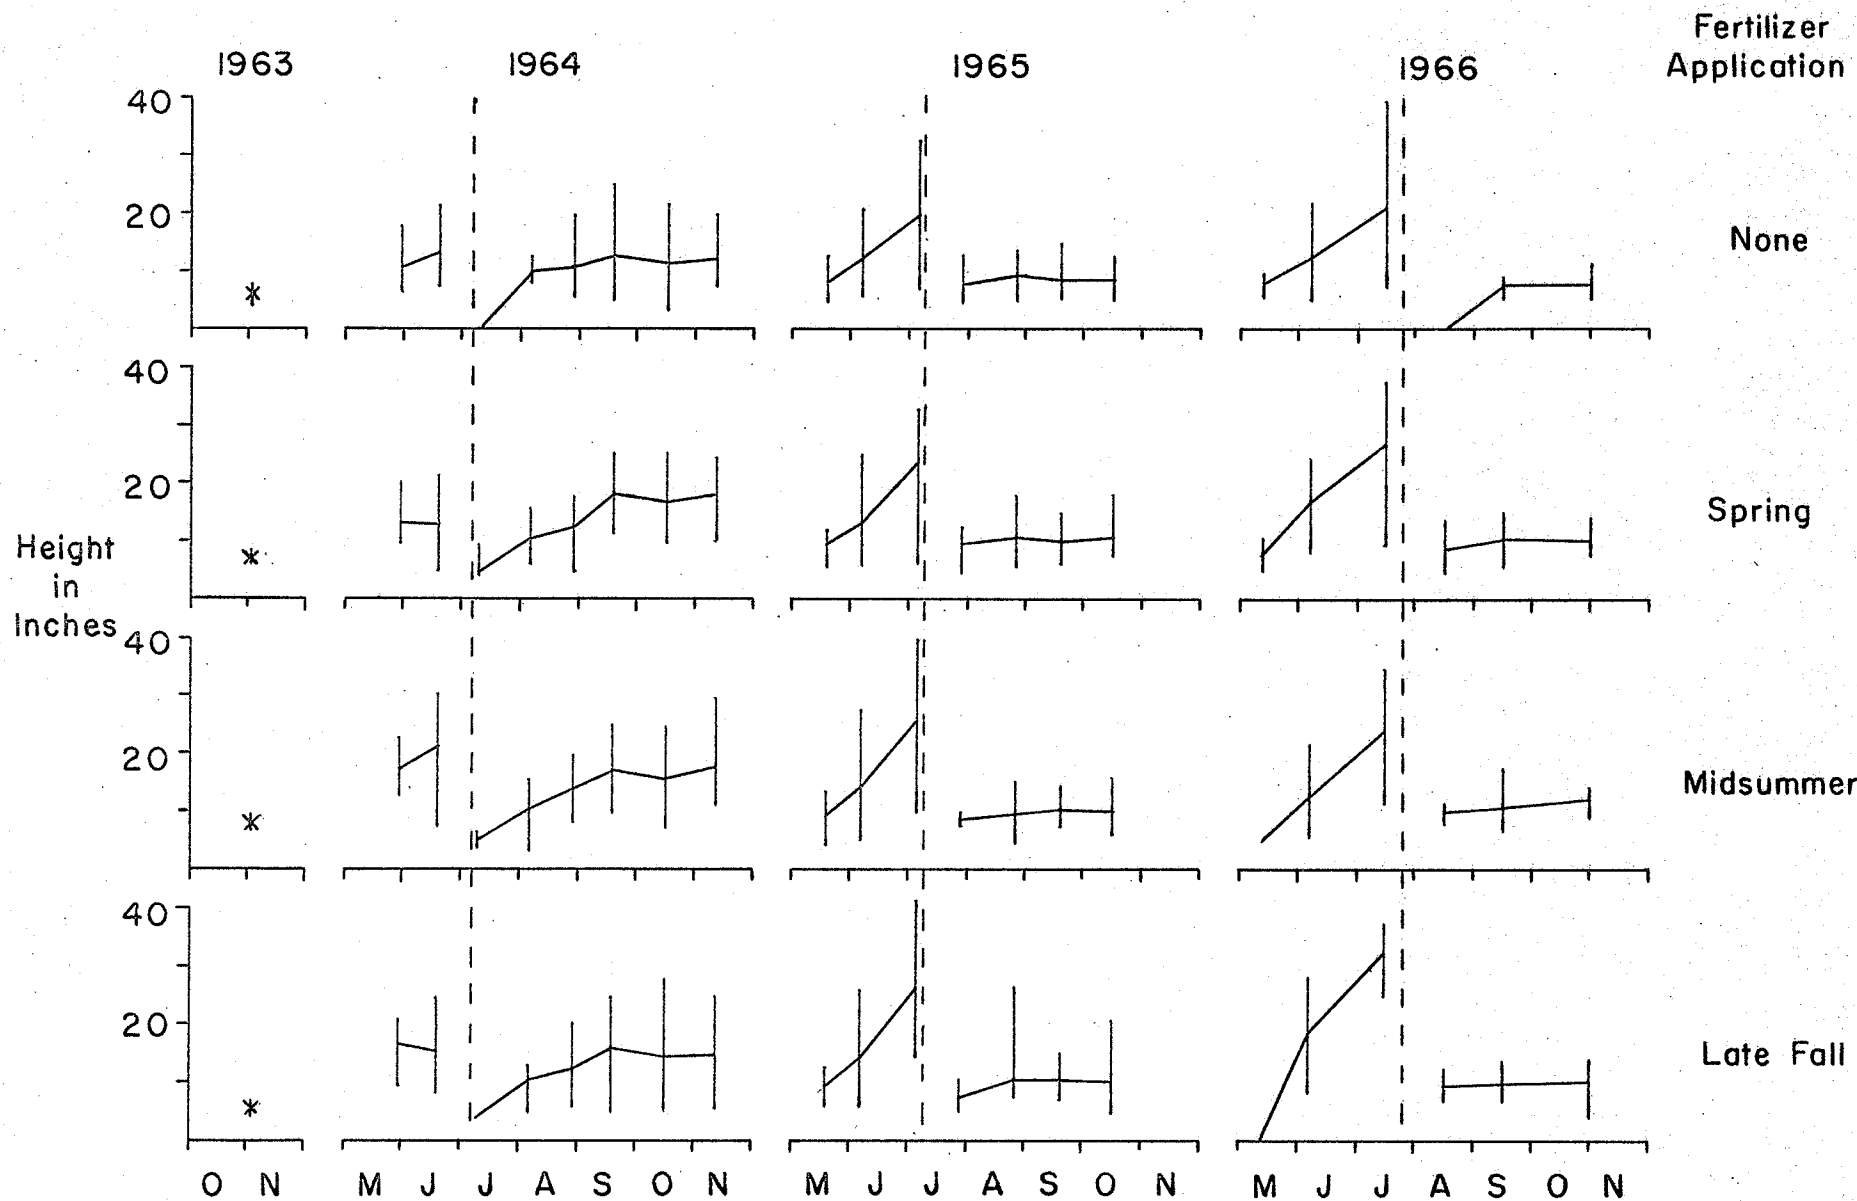 Fertilizer
1963 1964 1965 1966 Application
40
20
None
40
20
Spring
Height
in
Inches
40
20
Midsummer
40
20
Late Fall
O N M J J A S O N M J J A S O N M J J A S O N